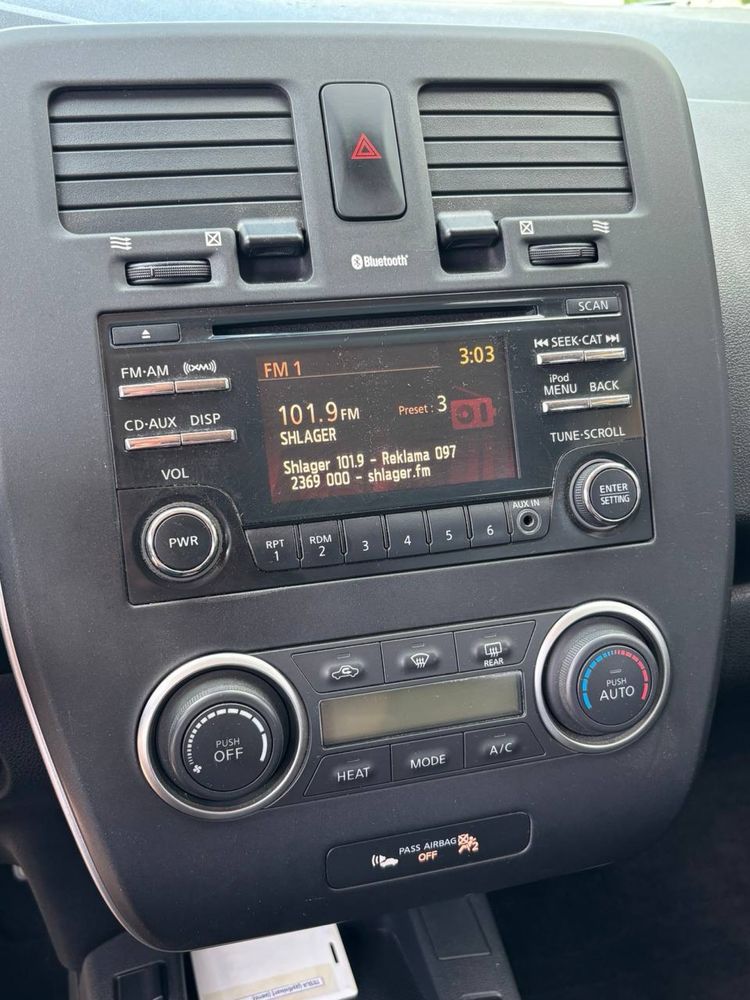 Bluetooth®
SCAN
FM·AM
((XM))
SEEK·CAT
iPod
MENU
BACK
CD·AUX
DISP
TUNE·SCROLL
VOL
FM 1
3:03
101.9 FM
Preset : 3
SHLAGER
Shlager 101.9 - Reklama 097
2369 000 - shlager.fm
PWR
RPT
1
RDM
2
3
4
5
6
AUX IN
ENTER
SETTING
REAR
PUSH
OFF
PUSH
AUTO
HEAT
MODE
A/C
PASS AIRBAG
OFF
2